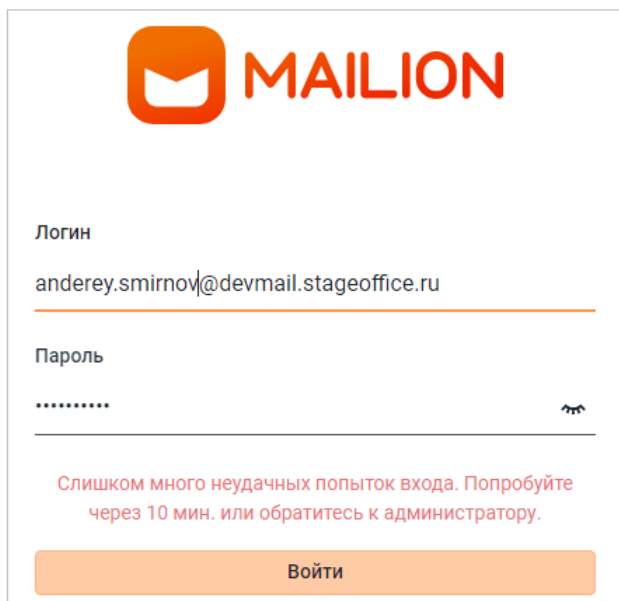 MAILION
Логин
anderey.smirnov@devmail.stageoffice.ru
Пароль
••••••••••
Слишком много неудачных попыток входа. Попробуйте
через 10 мин. или обратитесь к администратору.
Войти